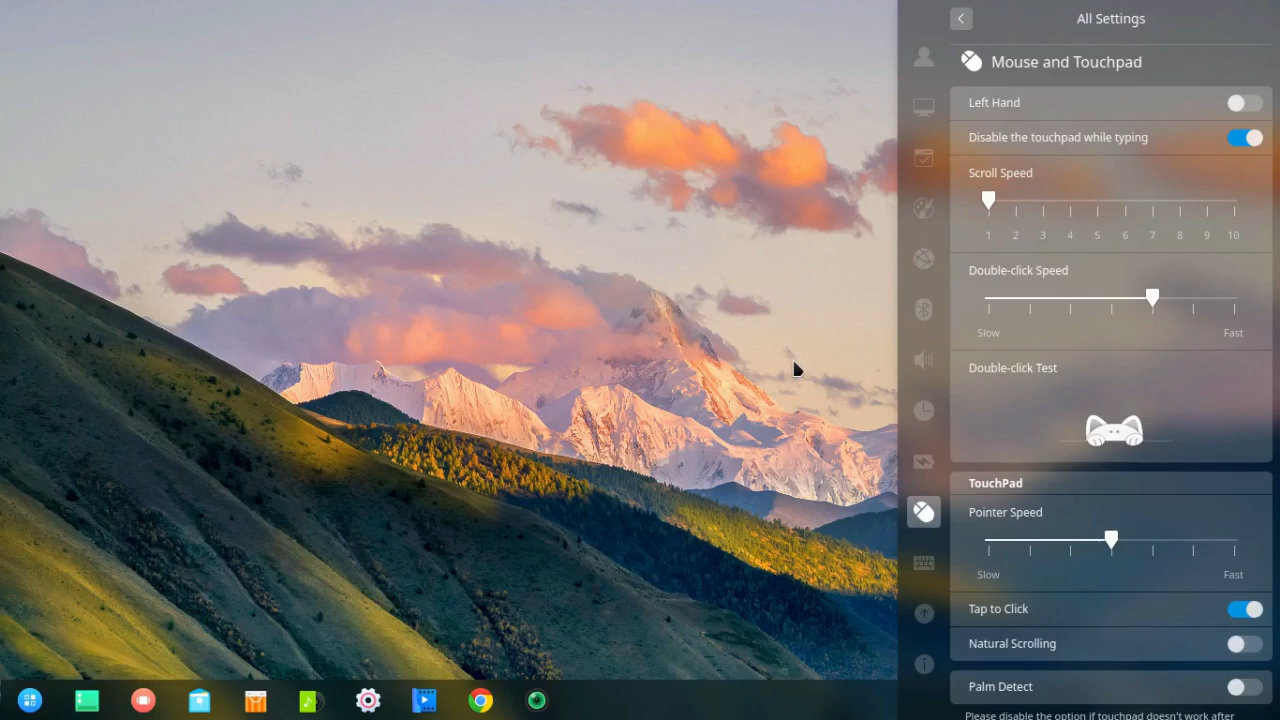 All Settings
Mouse and Touchpad
Left Hand
Disable the touchpad while typing
Scroll Speed
1 2 3 4 5 6 7 8 9 10
Double-click Speed
Slow Fast
Double-click Test
TouchPad
Pointer Speed
Slow Fast
Tap to Click
Natural Scrolling
Palm Detect
Please disable the option if touchpad doesn't work after